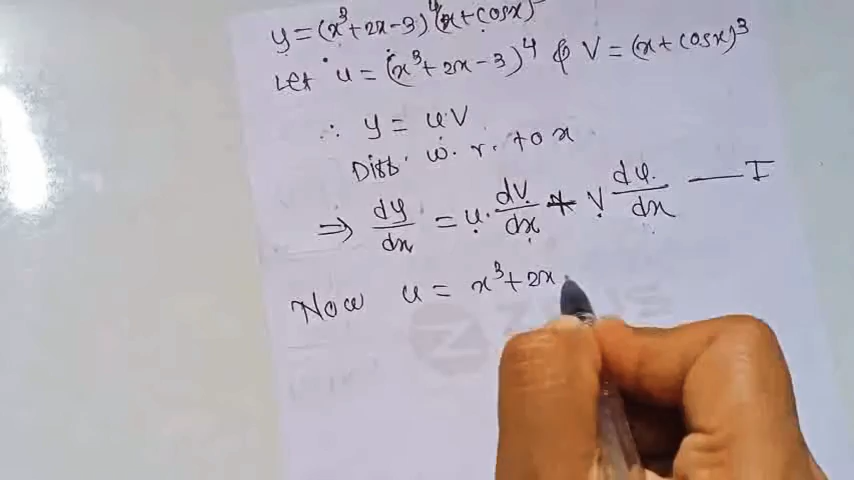 y = (x³+2x-3)⁴(x+cosx)³
Let u = (x³+2x-3)⁴ & V = (x+cosx)³
∴ y = u.V
Diff. w.r. to x
⇒ dy/dx = u. dV/dx + V du/dx —— I
Now u = x³+2x